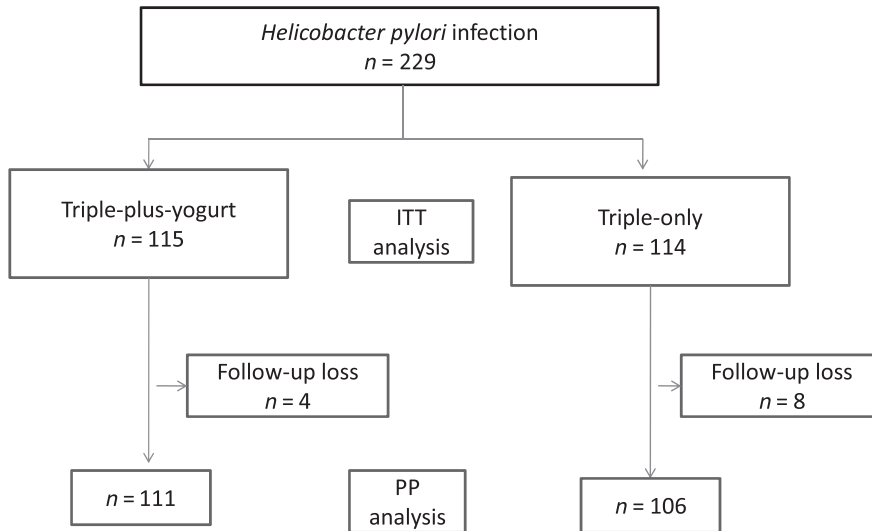 Helicobacter pylori infection
n = 229
Triple-plus-yogurt
n = 115
ITT
analysis
Triple-only
n = 114
Follow-up loss
n = 4
Follow-up loss
n = 8
n = 111
PP
analysis
n = 106